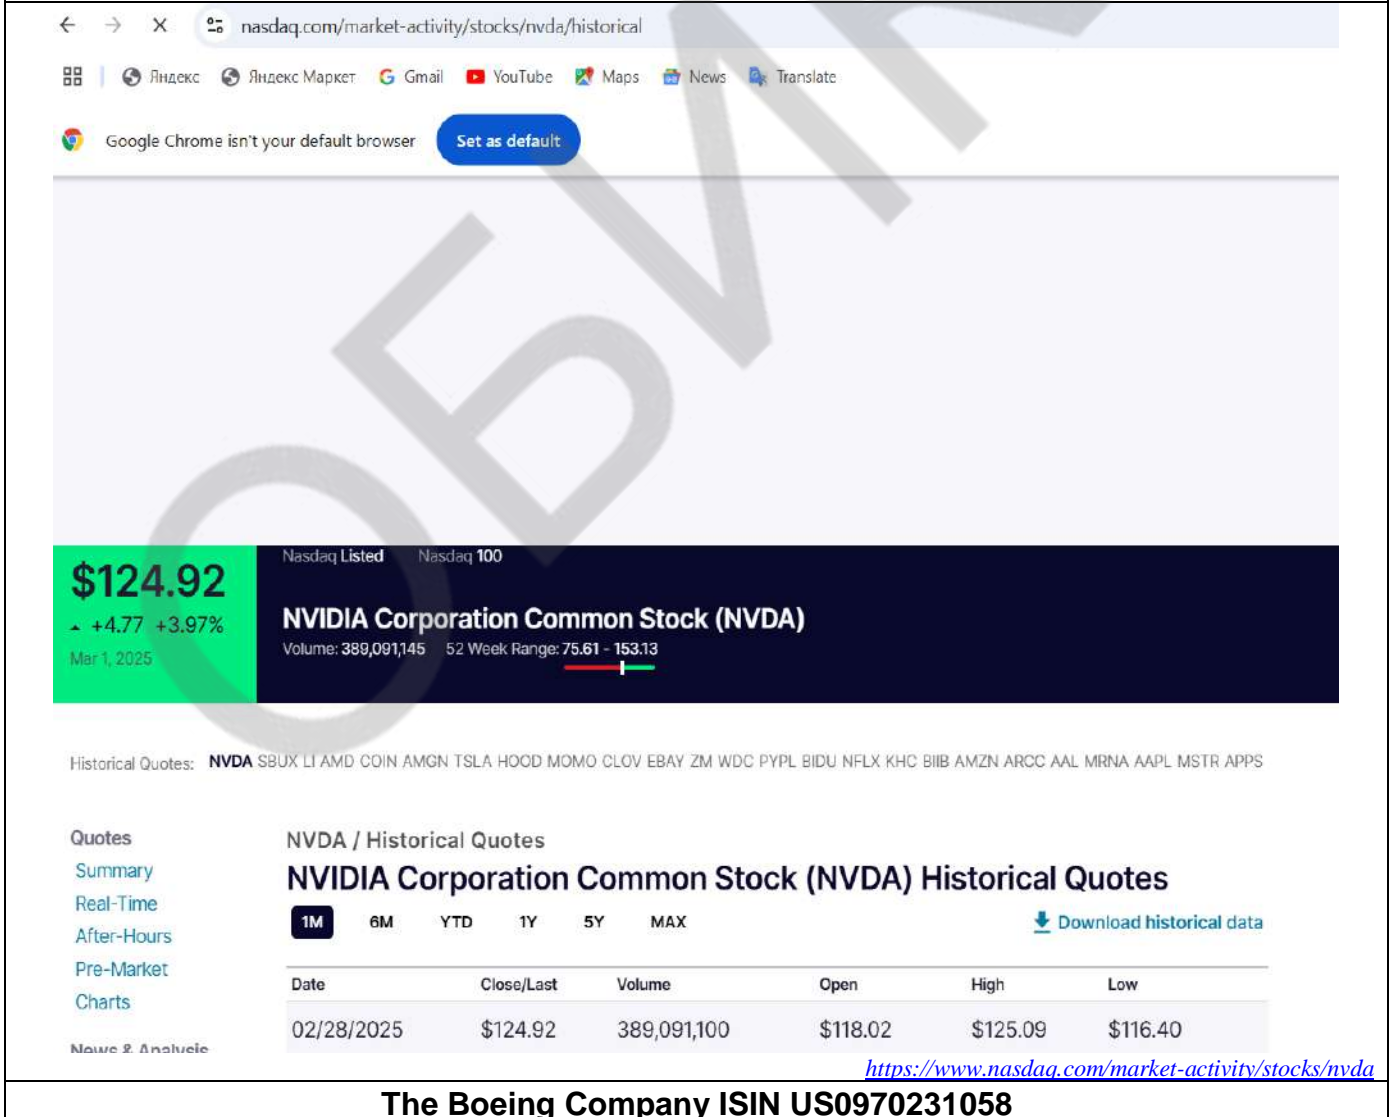 nasdaq.com/market-activity/stocks/nvda/historical
Яндекс Яндекс Маркет Gmail YouTube Maps News Translate
Google Chrome isn't your default browser Set as default
ОБИ
$124.92
+4.77 +3.97%
Mar 1, 2025
Nasdaq Listed Nasdaq 100
NVIDIA Corporation Common Stock (NVDA)
Volume: 389,091,145 52 Week Range: 75.61 - 153.13
Historical Quotes: NVDA SBUX LI AMD COIN AMGN TSLA HOOD MOMO CLOV EBAY ZM WDC PYPL BIDU NFLX KHC BIIB AMZN ARCC AAL MRNA AAPL MSTR APPS
Quotes
Summary
Real-Time
After-Hours
Pre-Market
Charts
News & Analysis
NVDA / Historical Quotes
NVIDIA Corporation Common Stock (NVDA) Historical Quotes
1M 6M YTD 1Y 5Y MAX Download historical data
Date Close/Last Volume Open High Low
02/28/2025 $124.92 389,091,100 $118.02 $125.09 $116.40
https://www.nasdaq.com/market-activity/stocks/nvda
The Boeing Company ISIN US0970231058